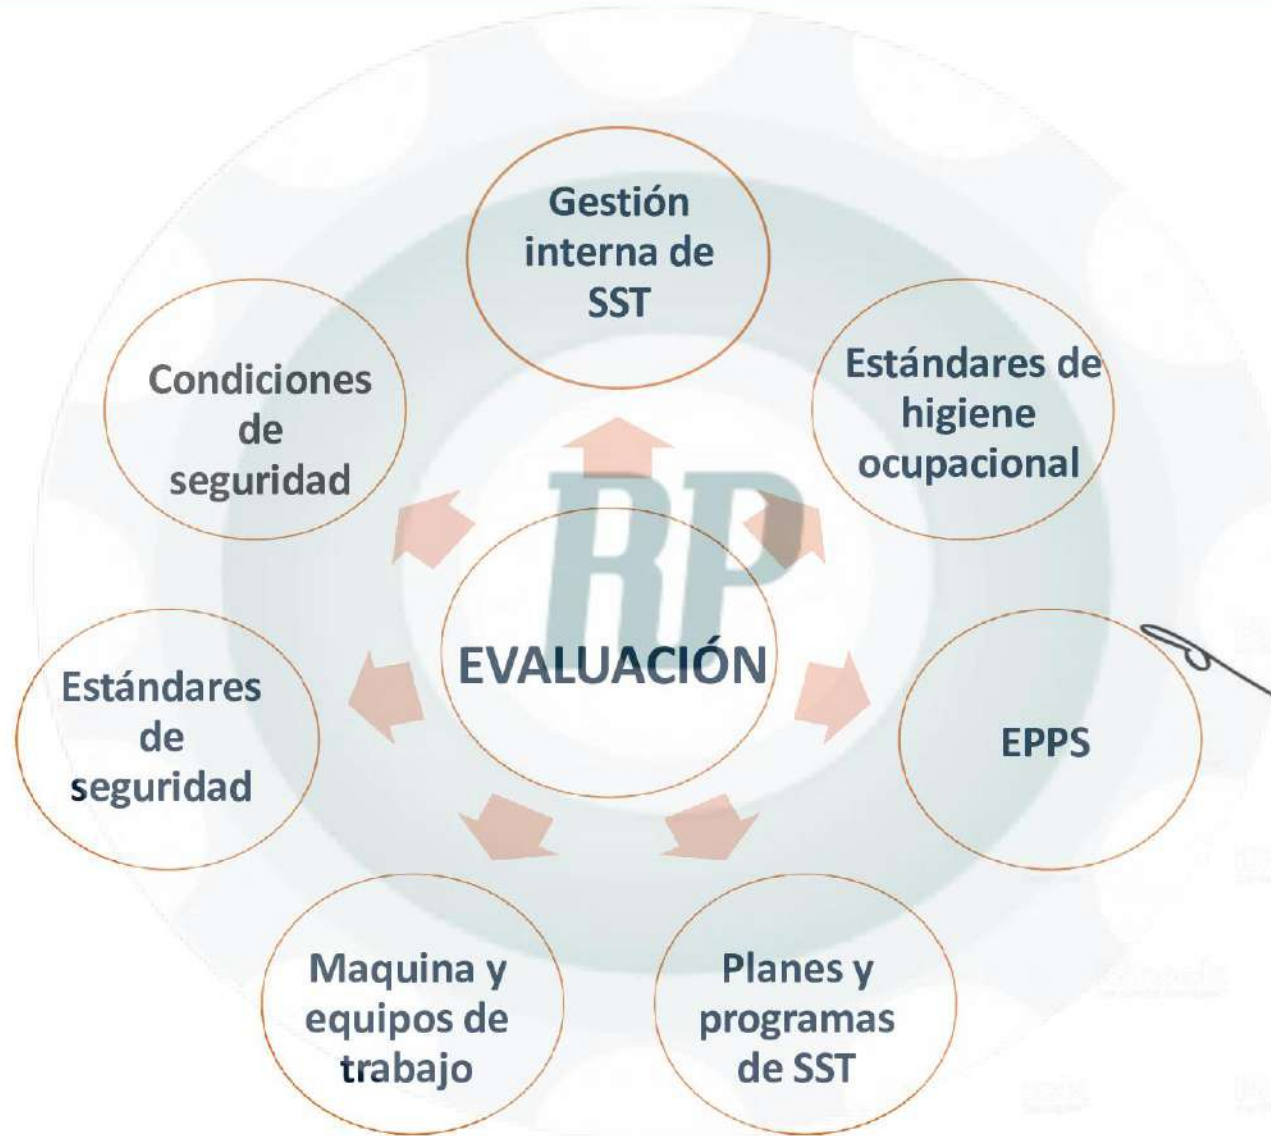 Gestión
interna de
SST
Estándares de
higiene
ocupacional
EPPS
Planes y
programas
de SST
Maquina y
equipos de
trabajo
Estándares
de
seguridad
Condiciones
de
seguridad
RP
EVALUACIÓN